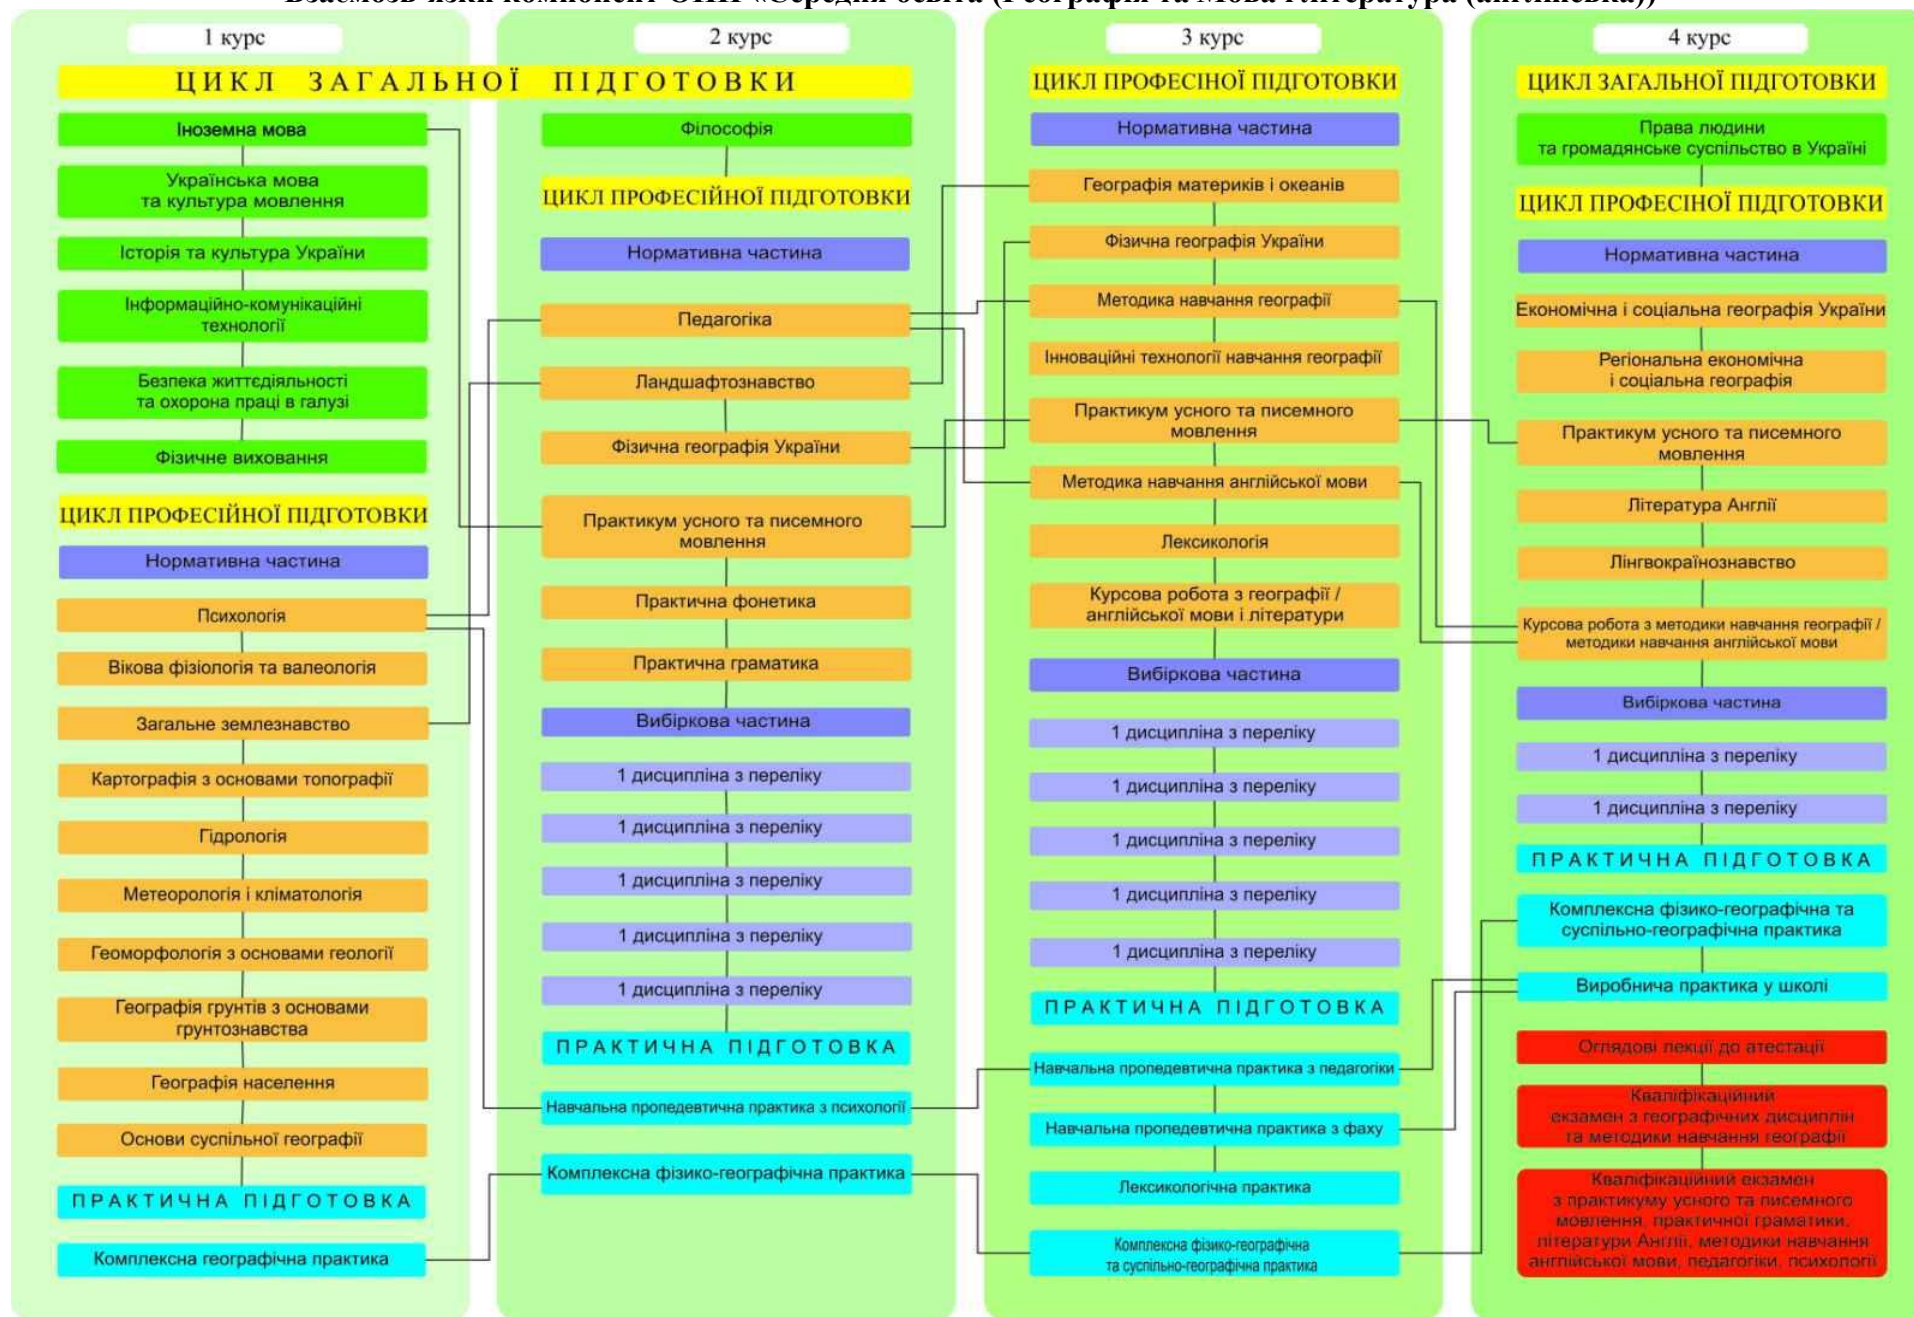 Взаємозв'язки компонент ОПП «Середня освіта (Географія та Мова і література (англійська))
1 курс
ЦИКЛ ЗАГАЛЬНОЇ ПІДГОТОВКИ
Іноземна мова
Українська мова
та культура мовлення
Історія та культура України
Інформаційно-комунікаційні
технології
Безпека життєдіяльності
та охорона праці в галузі
Фізичне виховання
ЦИКЛ ПРОФЕСІЙНОЇ ПІДГОТОВКИ
Нормативна частина
Психологія
Вікова фізіологія та валеологія
Загальне землезнавство
Картографія з основами топографії
Гідрологія
Метеорологія і кліматологія
Геоморфологія з основами геології
Географія грунтів з основами
грунтознавства
Географія населення
Основи суспільної географії
ПРАКТИЧНА ПІДГОТОВКА
Комплексна географічна практика
2 курс
Філософія
ЦИКЛ ПРОФЕСІЙНОЇ ПІДГОТОВКИ
Нормативна частина
Педагогіка
Ландшафтознавство
Фізична географія України
Практикум усного та писемного
мовлення
Практична фонетика
Практична граматика
Вибіркова частина
1 дисципліна з переліку
1 дисципліна з переліку
1 дисципліна з переліку
1 дисципліна з переліку
1 дисципліна з переліку
ПРАКТИЧНА ПІДГОТОВКА
Навчальна пропедевтична практика з психології
Комплексна фізико-географічна практика
3 курс
ЦИКЛ ПРОФЕСІНОЇ ПІДГОТОВКИ
Нормативна частина
Географія материків і океанів
Фізична географія України
Методика навчання географії
Інноваційні технології навчання географії
Практикум усного та писемного
мовлення
Методика навчання англійської мови
Лексикологія
Курсова робота з географії /
англійської мови і літератури
Вибіркова частина
1 дисципліна з переліку
1 дисципліна з переліку
1 дисципліна з переліку
1 дисципліна з переліку
1 дисципліна з переліку
ПРАКТИЧНА ПІДГОТОВКА
Навчальна пропедевтична практика з педагогіки
Навчальна пропедевтична практика з фаху
Лексикологічна практика
Комплексна фізико-географічна
та суспільно-географічна практика
4 курс
ЦИКЛ ЗАГАЛЬНОЇ ПІДГОТОВКИ
Права людини
та громадянське суспільство в Україні
ЦИКЛ ПРОФЕСІНОЇ ПІДГОТОВКИ
Нормативна частина
Економічна і соціальна географія України
Регіональна економічна
і соціальна географія
Практикум усного та писемного
мовлення
Література Англії
Лінгвокраїнознавство
Курсова робота з методики навчання географії /
методики навчання англійської мови
Вибіркова частина
1 дисципліна з переліку
1 дисципліна з переліку
ПРАКТИЧНА ПІДГОТОВКА
Комплексна фізико-географічна та
суспільно-географічна практика
Виробнича практика у школі
Оглядові лекції до атестації
Кваліфікаційний
екзамен з географічних дисциплін
та методики навчання географії
Кваліфікаційний екзамен
з практикуму усного та писемного
мовлення, практичної граматики,
літератури Англії, методики навчання
англійської мови, педагогіки, психології